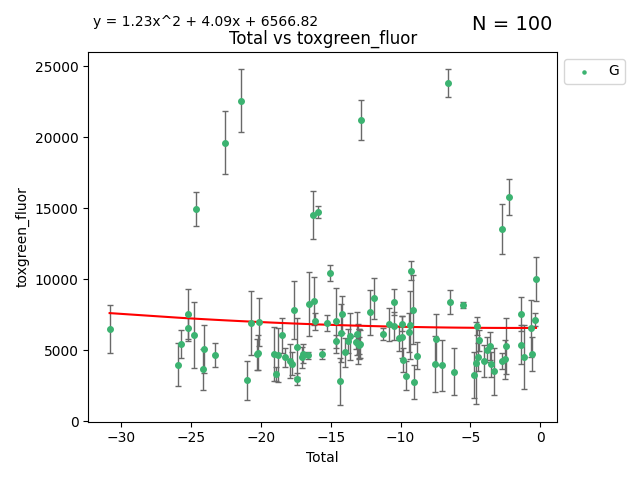 y = 1.23x^2 + 4.09x + 6566.82
N = 100
Total vs toxgreen_fluor
G
25000
20000
15000
10000
5000
0
toxgreen_fluor
−30 −25 −20 −15 −10 −5 0
Total